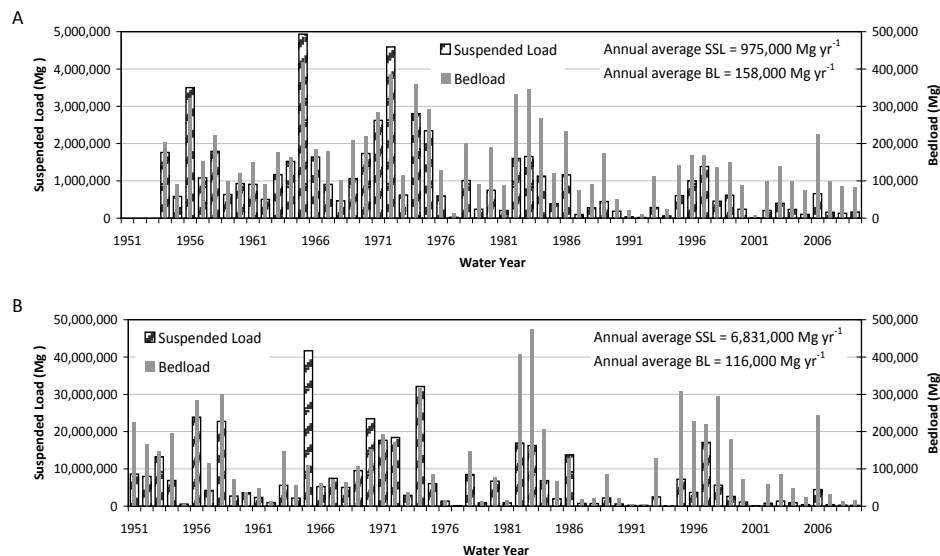 A
Suspended Load
Bedload
Annual average SSL = 975,000 Mg yr⁻¹
Annual average BL = 158,000 Mg yr⁻¹
Suspended Load (Mg)
5,000,000
4,000,000
3,000,000
2,000,000
1,000,000
0
Bedload (Mg)
500,000
400,000
300,000
200,000
100,000
0
1951 1956 1961 1966 1971 1976 1981 1986 1991 1996 2001 2006
Water Year
B
Suspended Load
Bedload
Annual average SSL = 6,831,000 Mg yr⁻¹
Annual average BL = 116,000 Mg yr⁻¹
Suspended Load (Mg )
50,000,000
40,000,000
30,000,000
20,000,000
10,000,000
0
Bedload (Mg)
500,000
400,000
300,000
200,000
100,000
0
1951 1956 1961 1966 1971 1976 1981 1986 1991 1996 2001 2006
Water Year